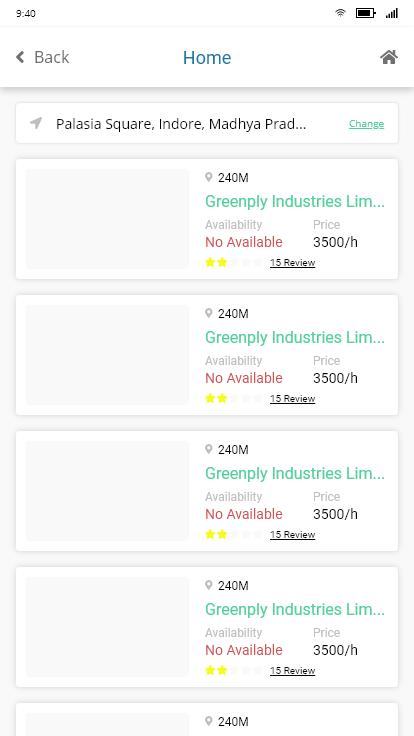 9:40
Back
Home
Palasia Square, Indore, Madhya Prad...
Change
240M
Greenply Industries Lim...
Availability Price
No Available 3500/h
15 Review
240M
Greenply Industries Lim...
Availability Price
No Available 3500/h
15 Review
240M
Greenply Industries Lim...
Availability Price
No Available 3500/h
15 Review
240M
Greenply Industries Lim...
Availability Price
No Available 3500/h
15 Review
240M